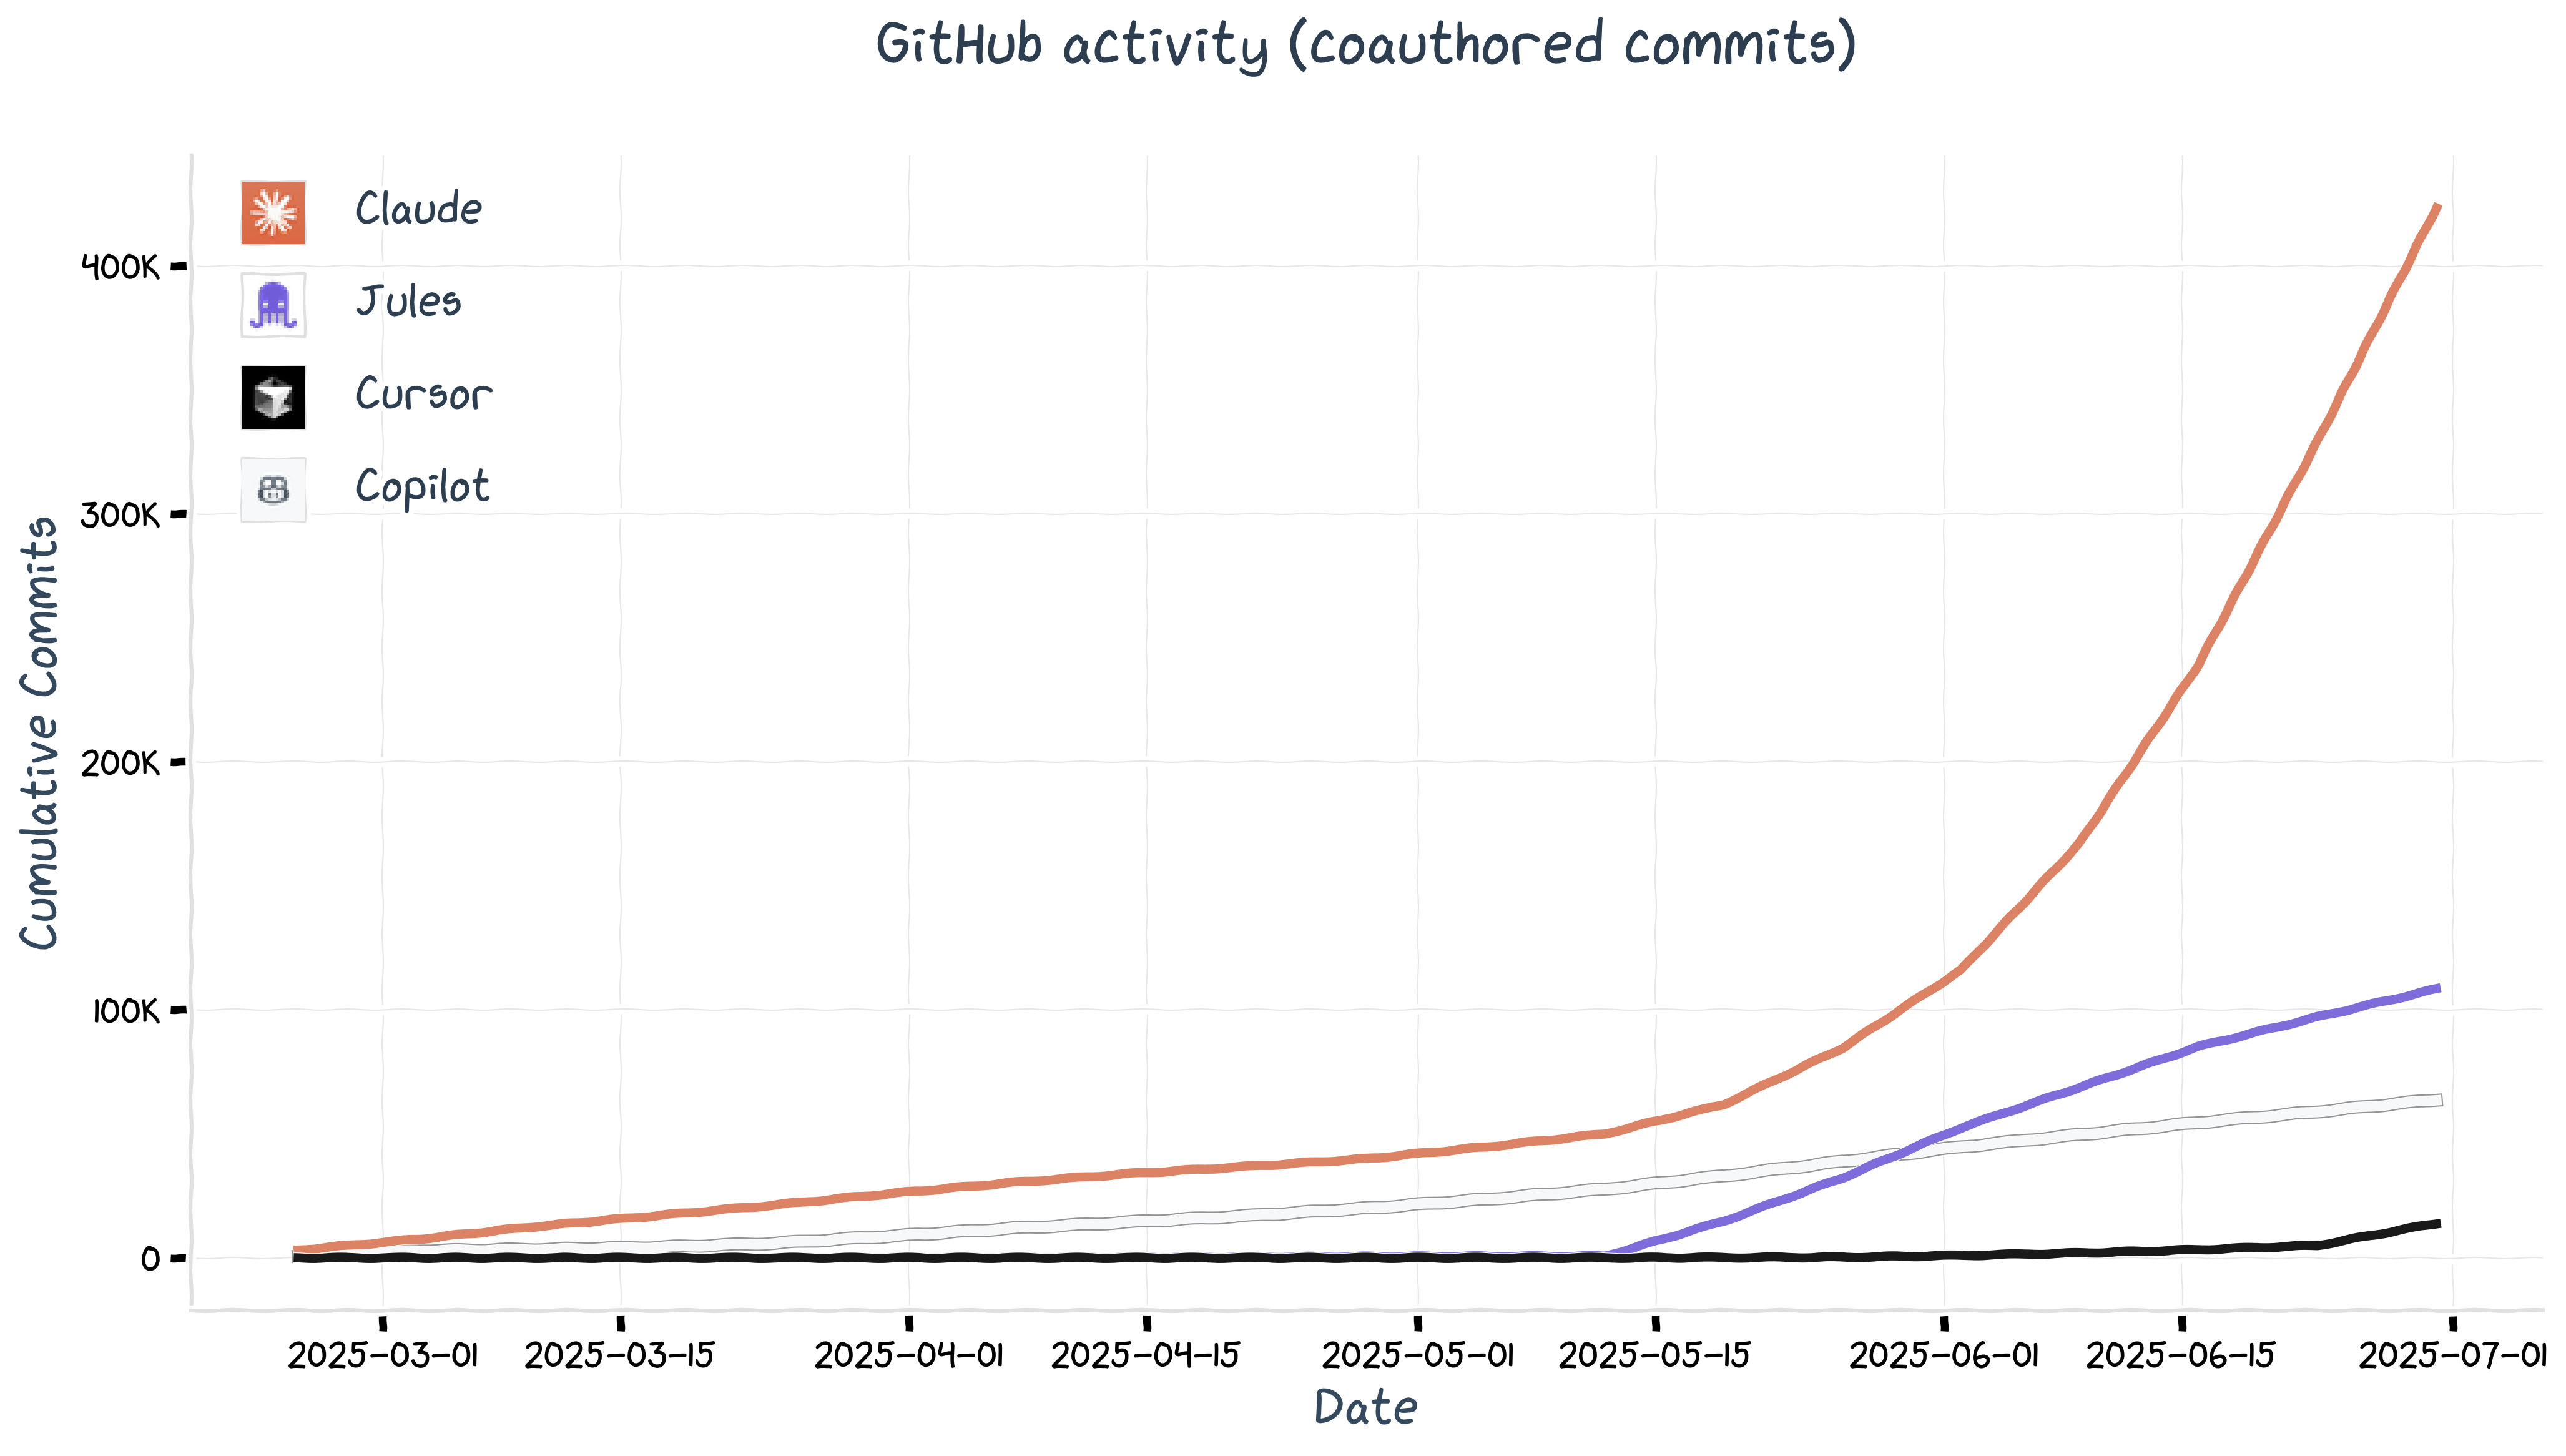 GitHub activity (coauthored commits)
Claude
Jules
Cursor
Copilot
Cumulative Commits
400K
300K
200K
100K
0
2025-03-01
2025-03-15
2025-04-01
2025-04-15
2025-05-01
2025-05-15
2025-06-01
2025-06-15
2025-07-01
Date